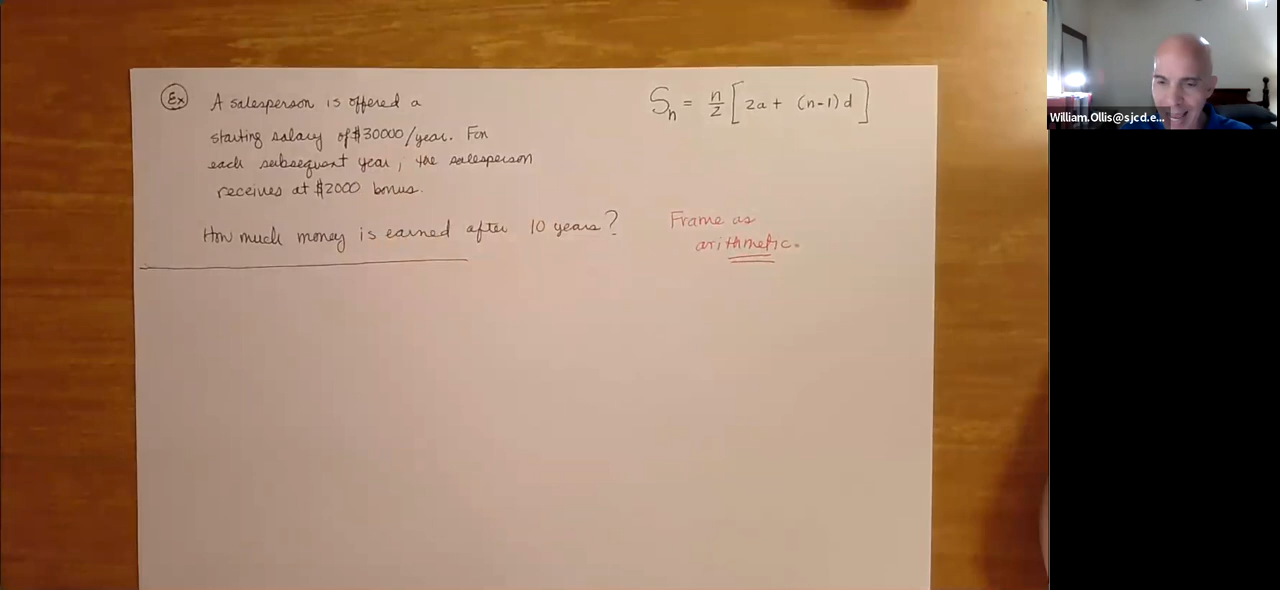 Ex A salesperson is offered a
starting salary of $30000/year. For
each subsequent year, the salesperson
receives at $2000 bonus.
How much money is earned after 10 years?
Sn = n/2 [2a + (n-1)d]
Frame as
arithmetic.
William.Ollis@sjcd.e...